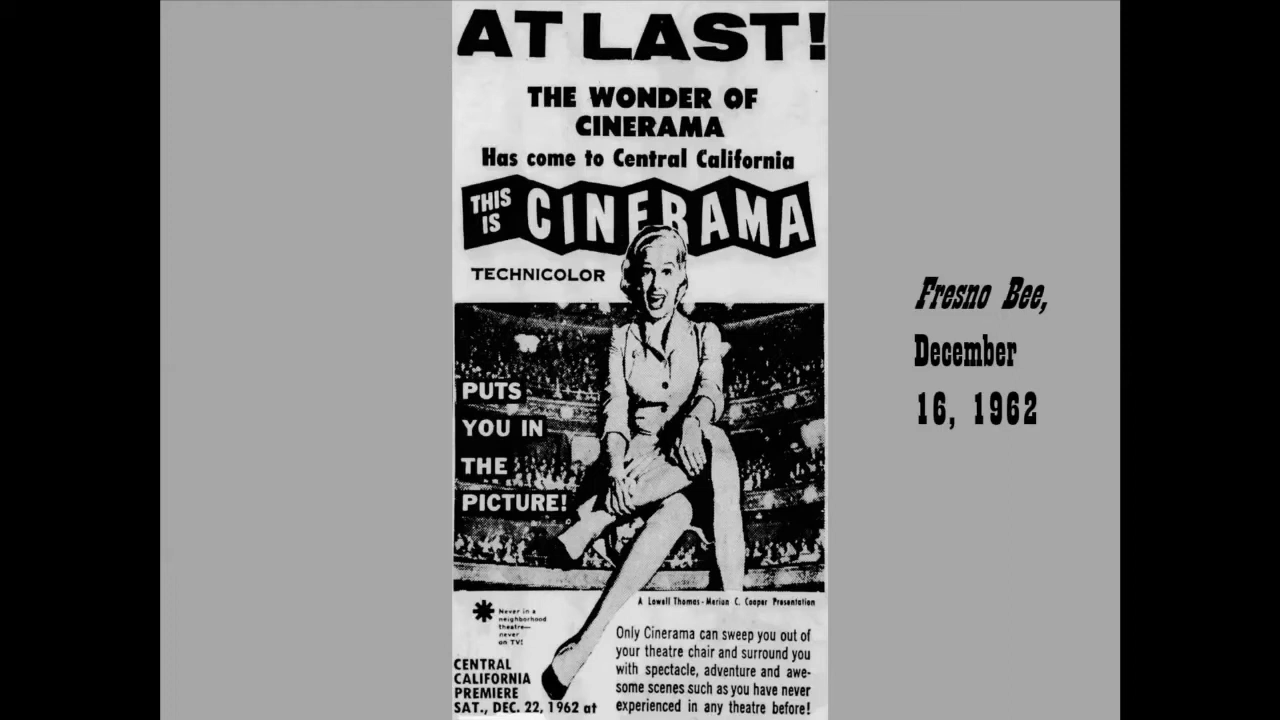 AT LAST!
THE WONDER OF
CINERAMA
Has come to Central California
THIS
IS
CINERAMA
TECHNICOLOR
PUTS
YOU IN
THE
PICTURE!
A Lowell Thomas - Merian C. Cooper Presentation
Never in a
neighborhood
theatre—
never
on TV!
Only Cinerama can sweep you out of
your theatre chair and surround you
with spectacle, adventure and awe-
some scenes such as you have never
experienced in any theatre before!
CENTRAL
CALIFORNIA
PREMIERE
SAT., DEC. 22, 1962 at
Fresno Bee,
December
16, 1962